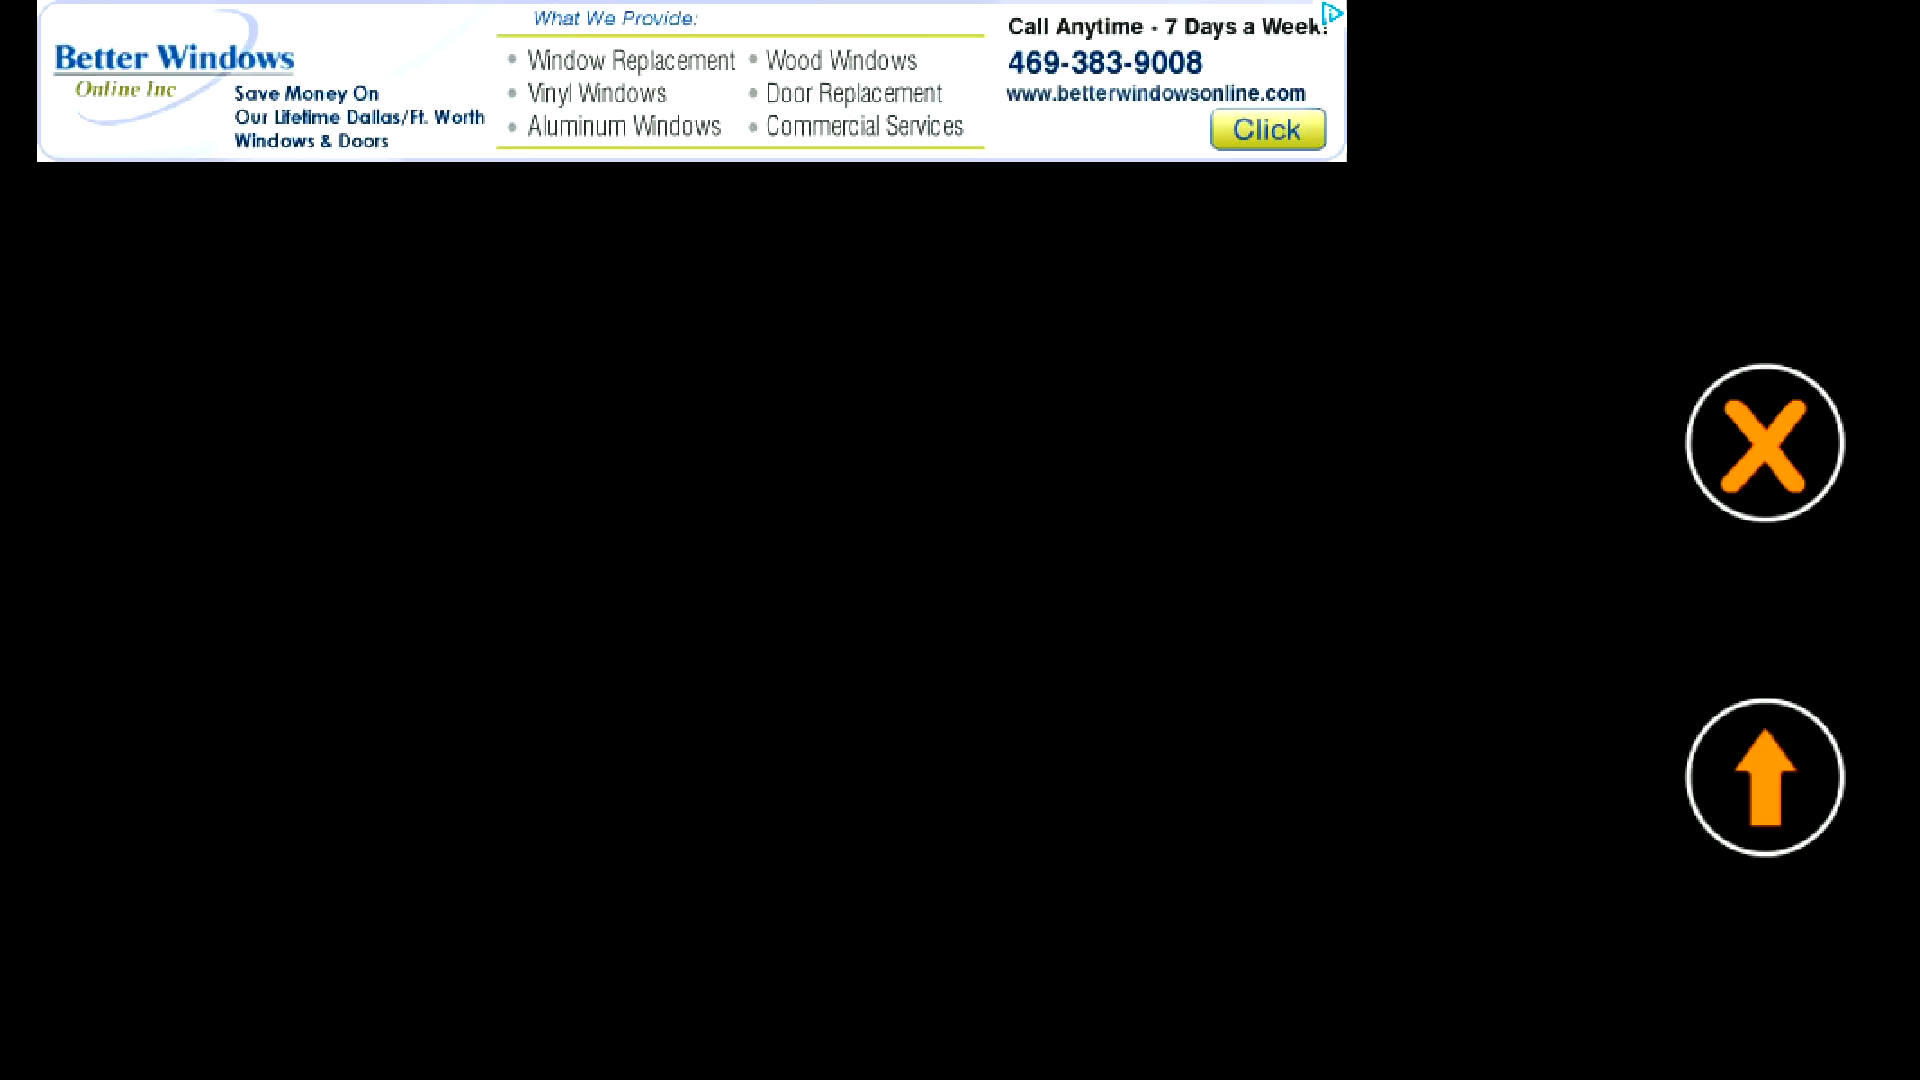 Better Windows
Online Inc
Save Money On
Our Lifetime Dallas/Ft. Worth
Windows & Doors
What We Provide:
• Window Replacement
• Vinyl Windows
• Aluminum Windows
• Wood Windows
• Door Replacement
• Commercial Services
Call Anytime - 7 Days a Week!
469-383-9008
www.betterwindowsonline.com
Click